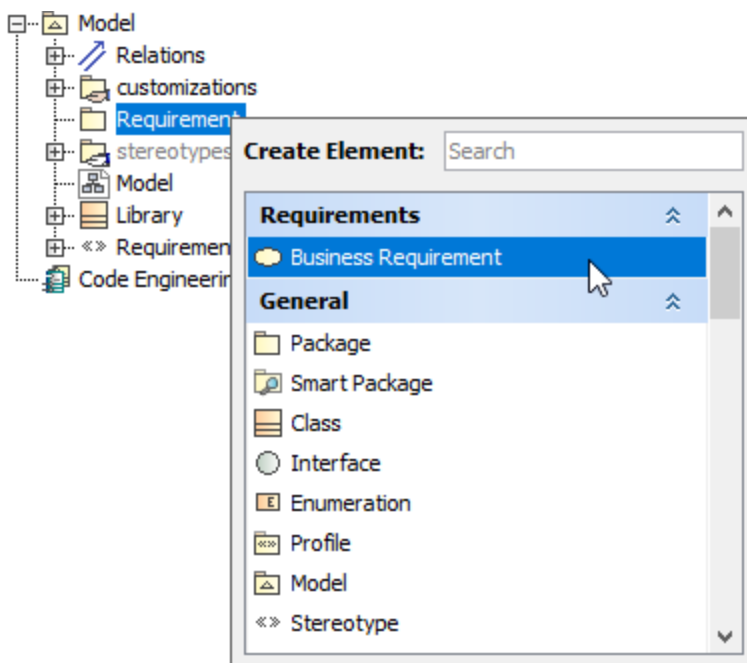 Model
Relations
customizations
Requirement
stereotypes
Model
Library
Requiremen
Code Engineerin
Create Element: Search
Requirements
Business Requirement
General
Package
Smart Package
Class
Interface
E Enumeration
«» Profile
Model
«» Stereotype